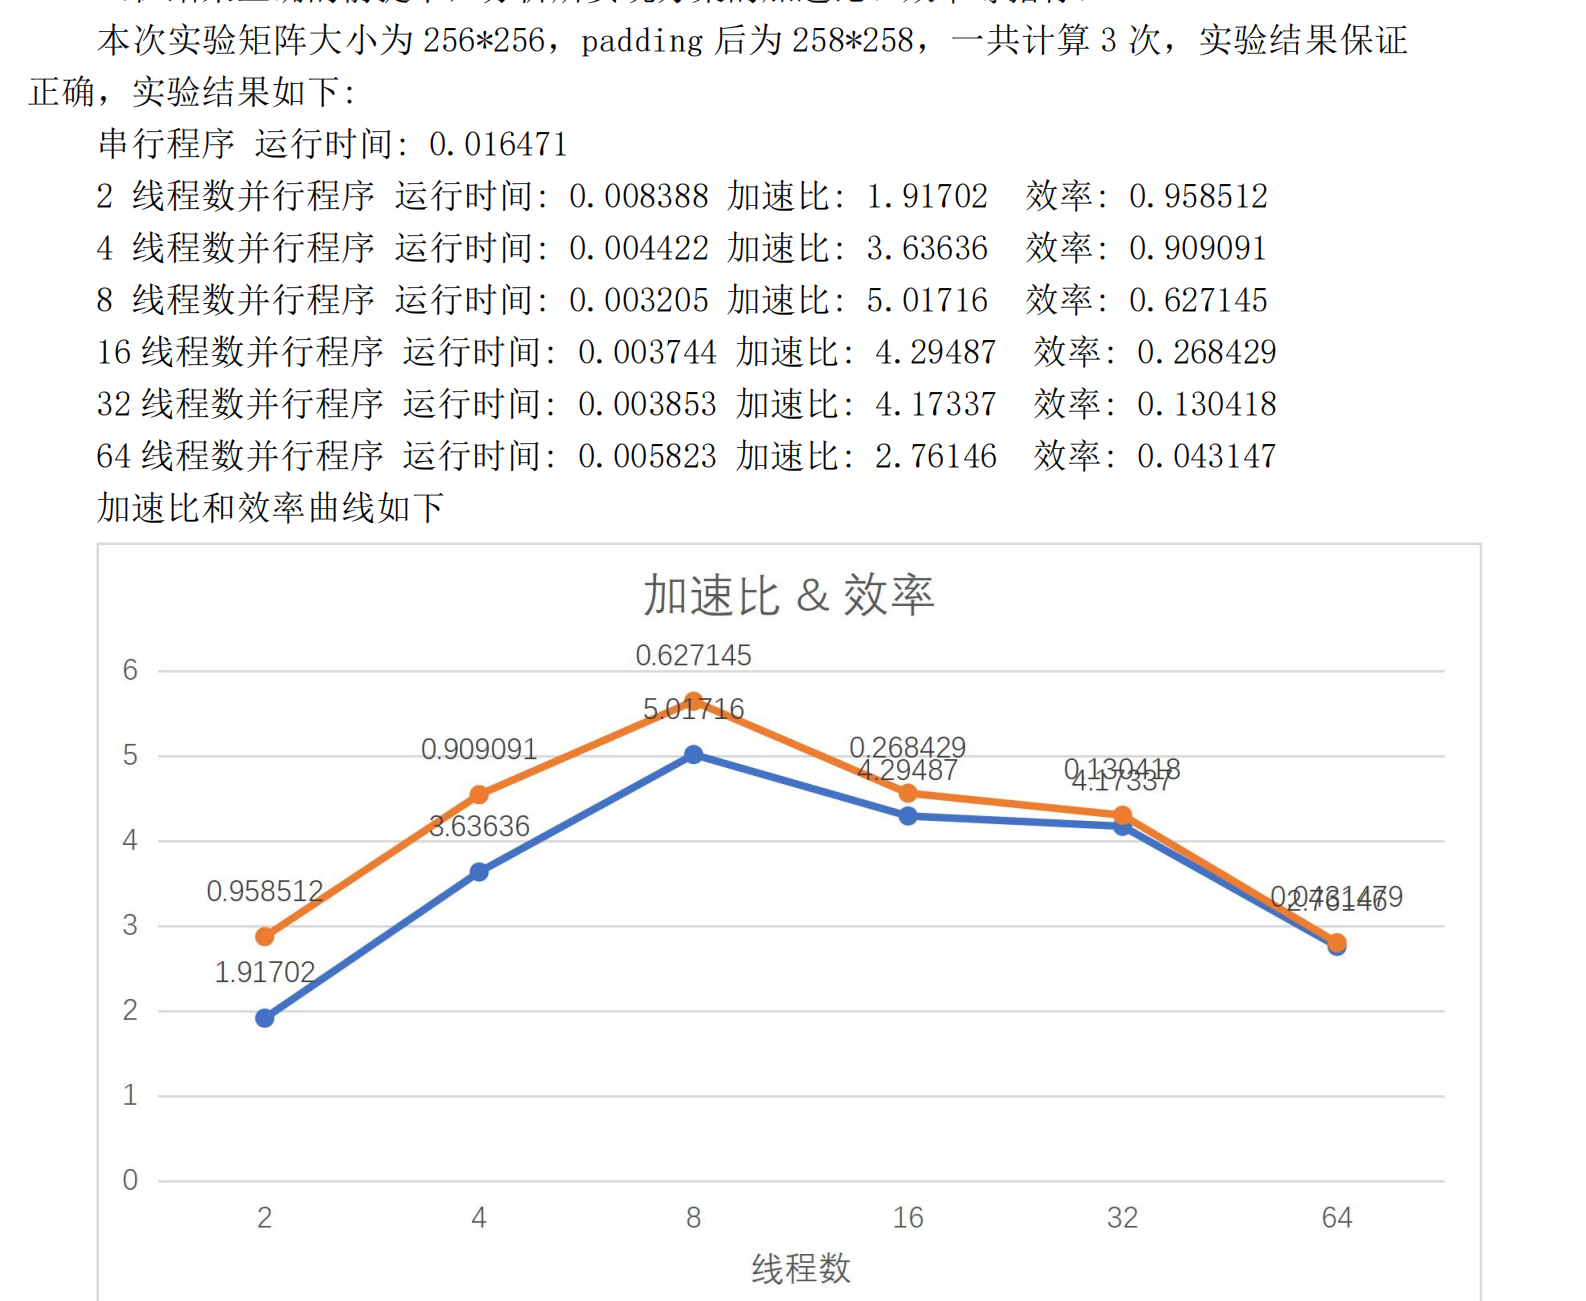 本次实验矩阵大小为 256*256，padding 后为 258*258，一共计算 3 次，实验结果保证
正确，实验结果如下：
串行程序 运行时间：0.016471
2 线程数并行程序 运行时间：0.008388 加速比：1.91702 效率：0.958512
4 线程数并行程序 运行时间：0.004422 加速比：3.63636 效率：0.909091
8 线程数并行程序 运行时间：0.003205 加速比：5.01716 效率：0.627145
16 线程数并行程序 运行时间：0.003744 加速比：4.29487 效率：0.268429
32 线程数并行程序 运行时间：0.003853 加速比：4.17337 效率：0.130418
64 线程数并行程序 运行时间：0.005823 加速比：2.76146 效率：0.043147
加速比和效率曲线如下
加速比 & 效率
0.627145
6
5.01716
0.909091
0.268429
5
4.29487
0.130418
4.17337
3.63636
4
0.958512
0.0431479
2.76146
3
1.91702
2
1
0
2 4 8 16 32 64
线程数